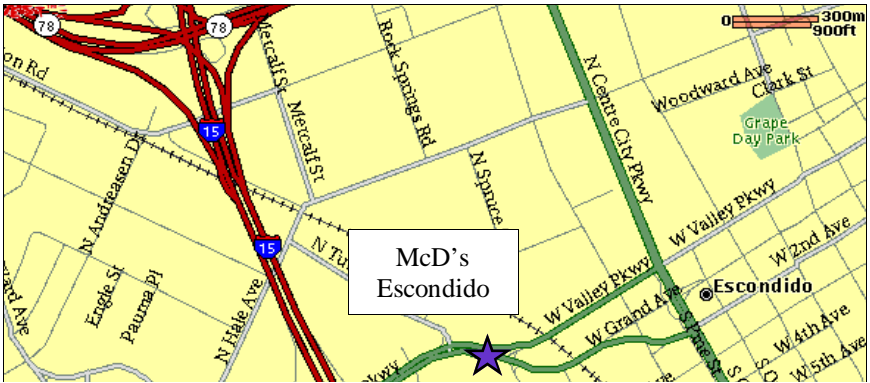 78
78
0 300m
900ft
on Rd
Metcalf St
Metcalf St
Rock Springs Rd
N Centre City Pkwy
Woodward Ave
Clark St
Grape
Day Park
15
N Andreasen Dr
N Spruce
W Valley Pkwy
W 2nd Ave
15
N Tu
McD's
Escondido
Escondido
Engle St
Pauma Pl
N Hale Ave
W Valley Pkwy
W Grand Ave
S Pine St
W 4th Ave
W 5th Ave
ward Ave
Pkwy